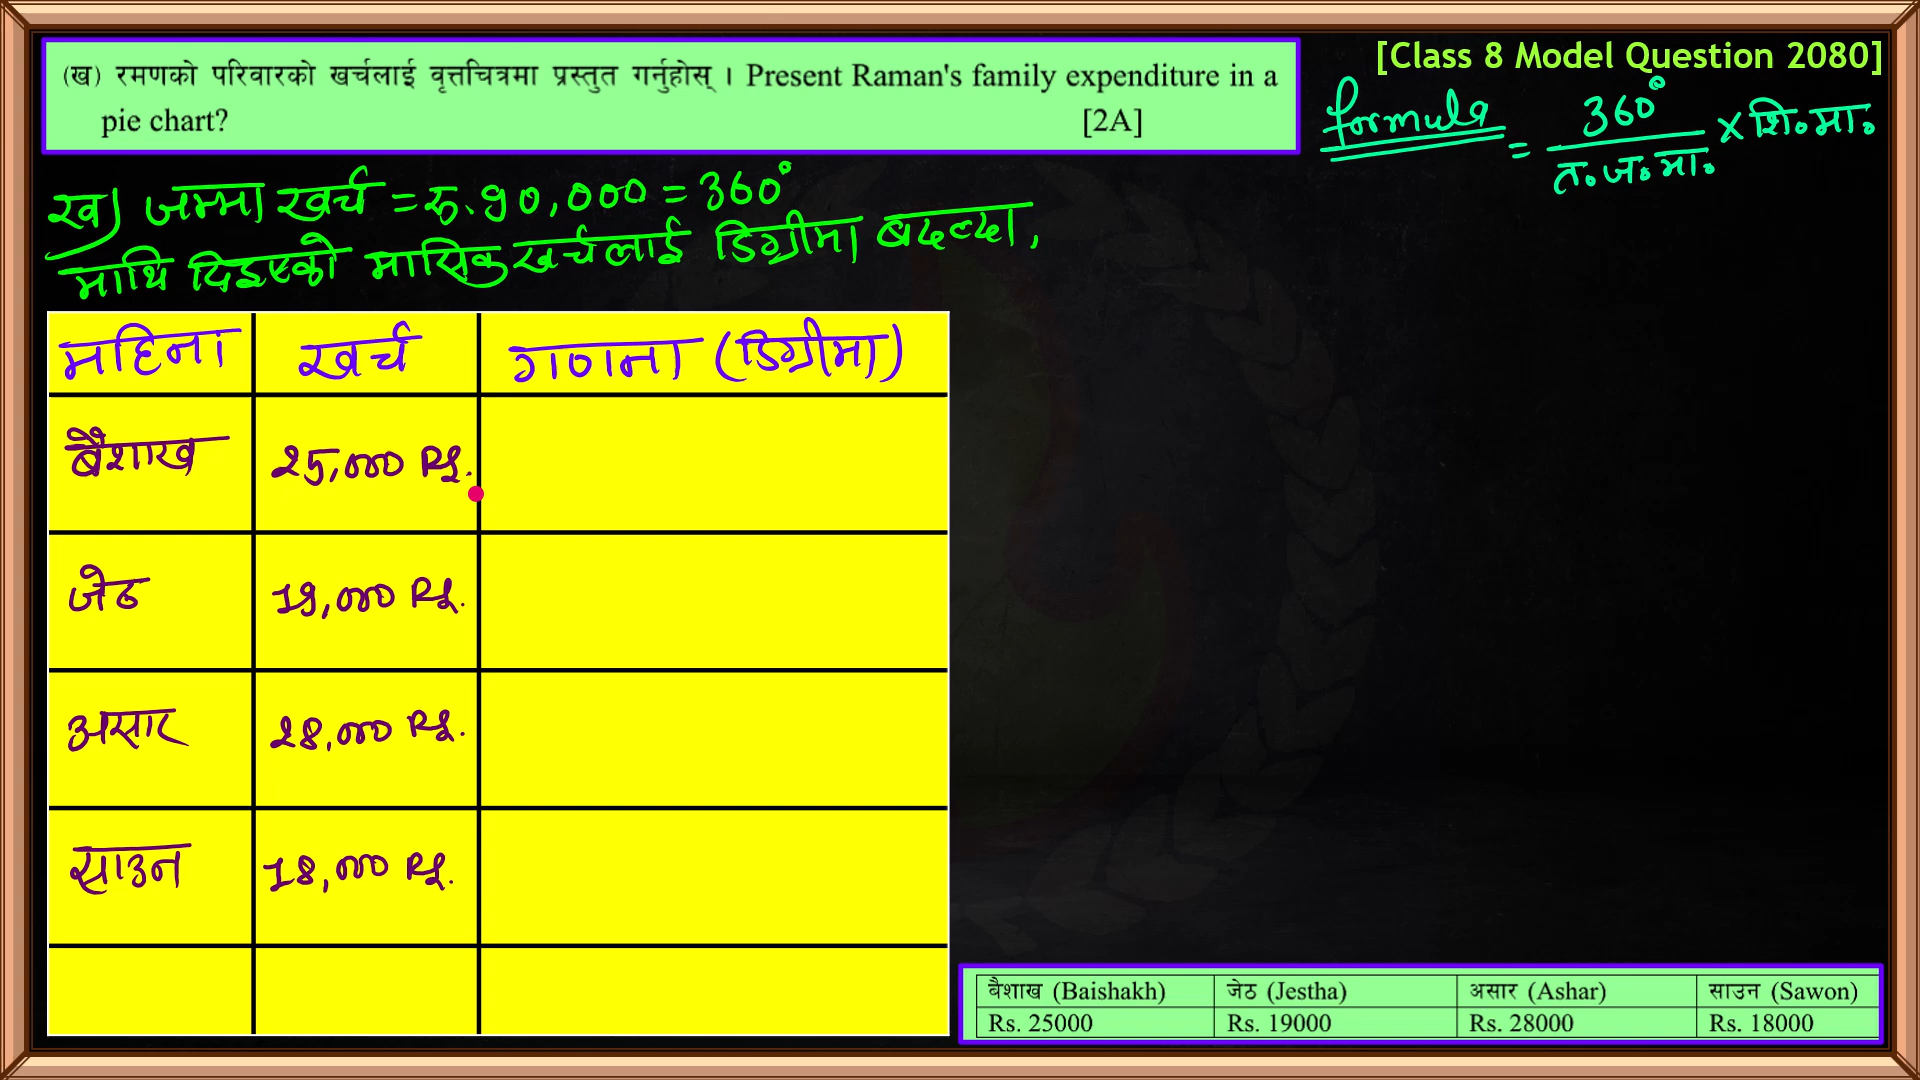 (ख) रमणको परिवारको खर्चलाई वृत्तचित्रमा प्रस्तुत गर्नुहोस् । Present Raman's family expenditure in a
pie chart? [2A]
[Class 8 Model Question 2080]
formula = 360° / त.ज.मा. × शि.मा.
ख) जम्मा खर्च = रु.९०,००० = 360°
माथि दिइएको मासिक खर्चलाई डिग्रीमा बदल्दा,
महिना खर्च गणना (डिग्रीमा)
बैशाख 25,000 Rs.
जेठ 19,000 Rs.
असार 28,000 Rs.
साउन 18,000 Rs.
बैशाख (Baishakh) जेठ (Jestha) असार (Ashar) साउन (Sawon)
Rs. 25000 Rs. 19000 Rs. 28000 Rs. 18000